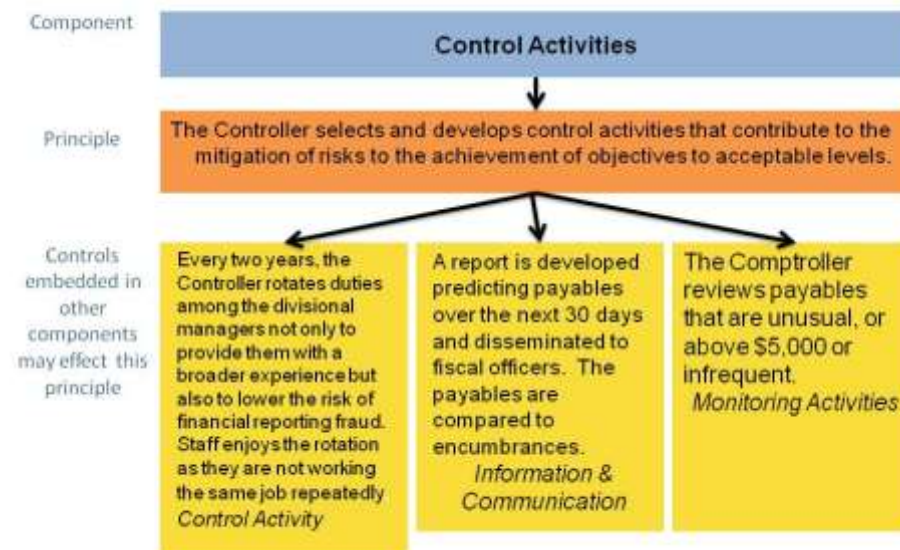 Component
Control Activities
Principle
The Controller selects and develops control activities that contribute to the
mitigation of risks to the achievement of objectives to acceptable levels.
Controls
embedded in
other
components
may effect this
principle
Every two years, the
Controller rotates duties
among the divisional
managers not only to
provide them with a
broader experience but
also to lower the risk of
financial reporting fraud.
Staff enjoys the rotation
as they are not working
the same job repeatedly
Control Activity
A report is developed
predicting payables
over the next 30 days
and disseminated to
fiscal officers. The
payables are
compared to
encumbrances.
Information &
Communication
The Comptroller
reviews payables
that are unusual, or
above $5,000 or
infrequent.
Monitoring Activities